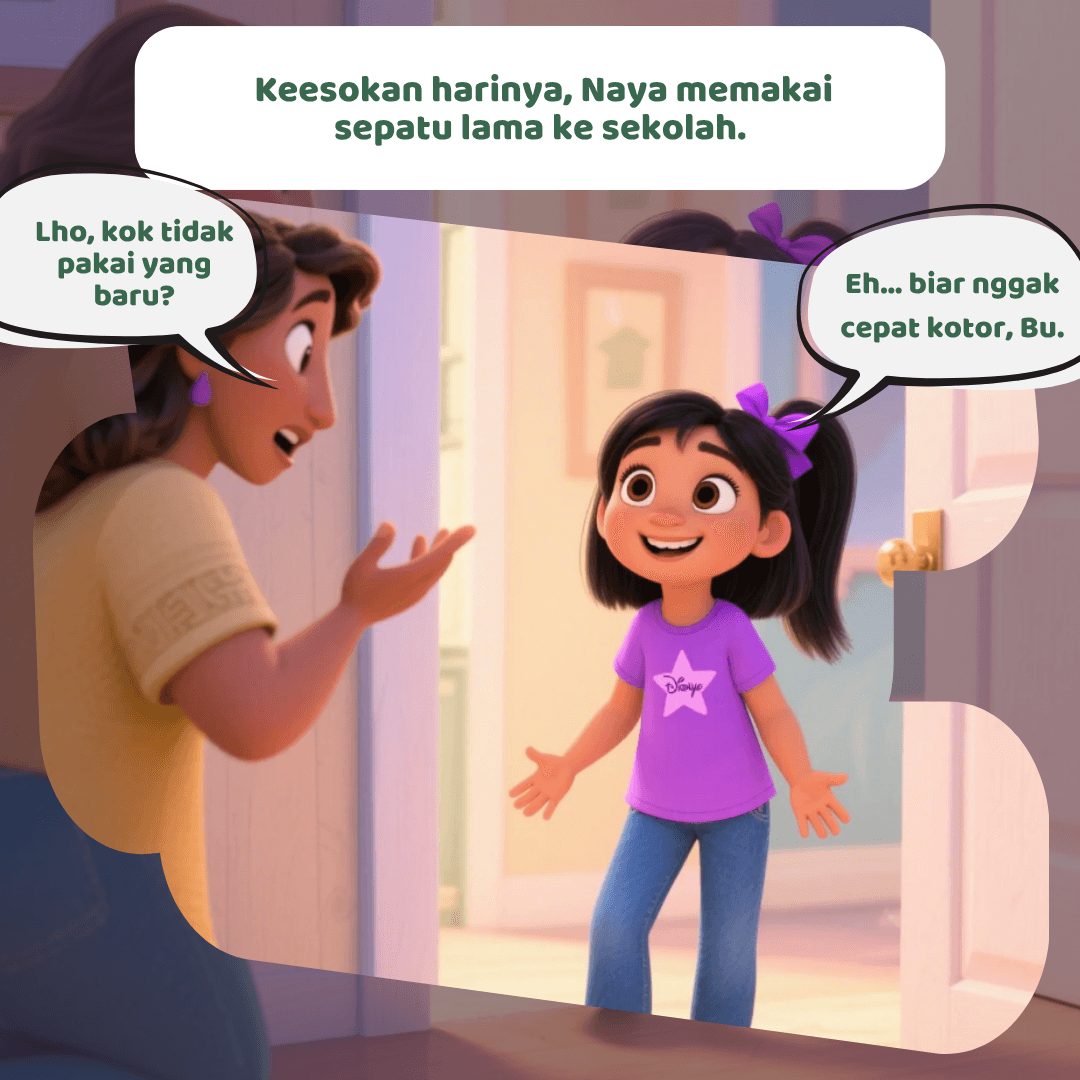 Keesokan harinya, Naya memakai
sepatu lama ke sekolah.
Lho, kok tidak
pakai yang
baru?
Eh... biar nggak
cepat kotor, Bu.